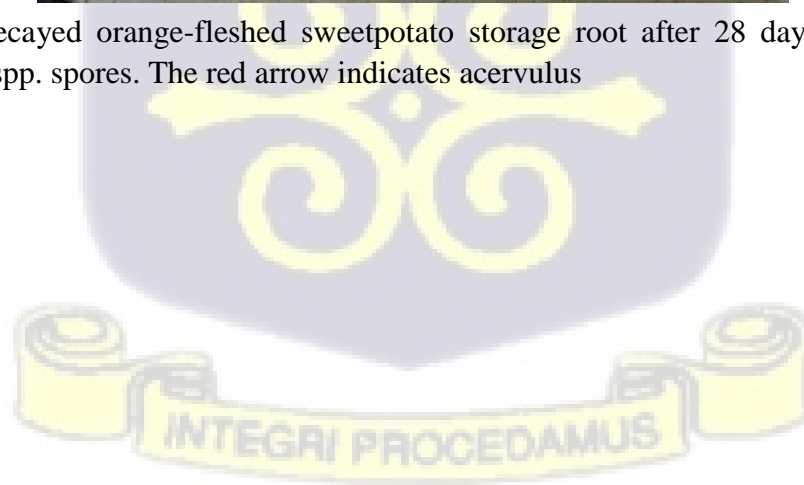 ecayed orange-fleshed sweetpotato storage root after 28 day
spp. spores. The red arrow indicates acervulus
INTEGRI PROCEDAMUS